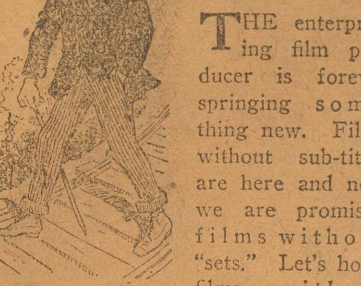 THE enterpr
ing film p
ducer is fore
springing som
thing new. Fil
without sub-tit
are here and n
we are promis
films witho
"sets." Let's ho